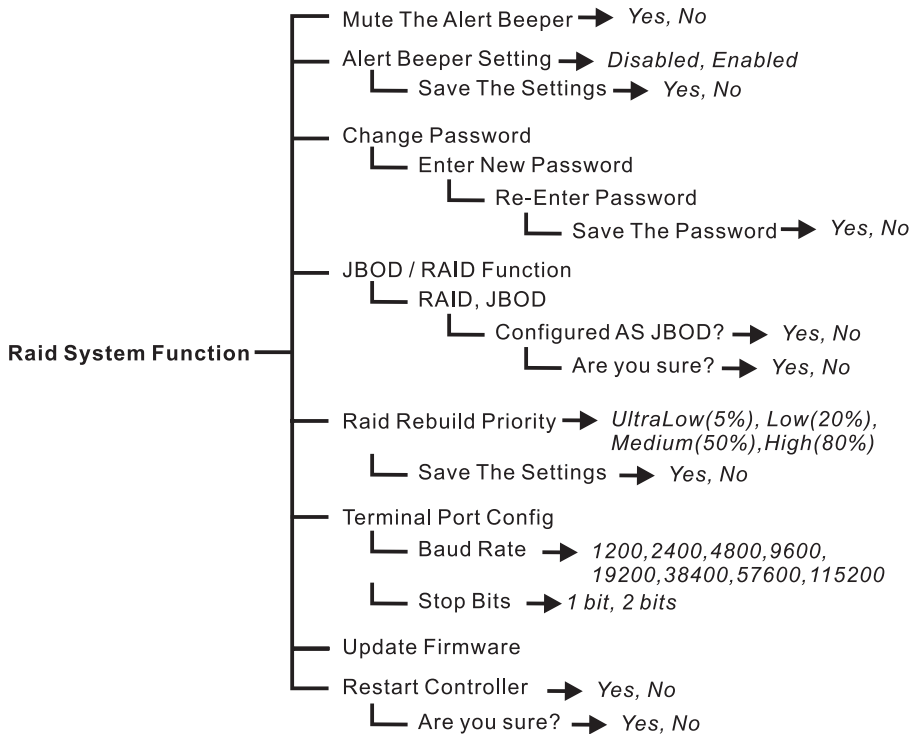 Mute The Alert Beeper Yes, No
Alert Beeper Setting Disabled, Enabled
Save The Settings Yes, No
Change Password
Enter New Password
Re-Enter Password
Save The Password Yes, No
JBOD / RAID Function
RAID, JBOD
Configured AS JBOD? Yes, No
Raid System Function
Are you sure? Yes, No
Raid Rebuild Priority UltraLow(5%), Low(20%),
Medium(50%),High(80%)
Save The Settings Yes, No
Terminal Port Config
Baud Rate 1200,2400,4800,9600,
19200,38400,57600,115200
Stop Bits 1 bit, 2 bits
Update Firmware
Restart Controller Yes, No
Are you sure? Yes, No